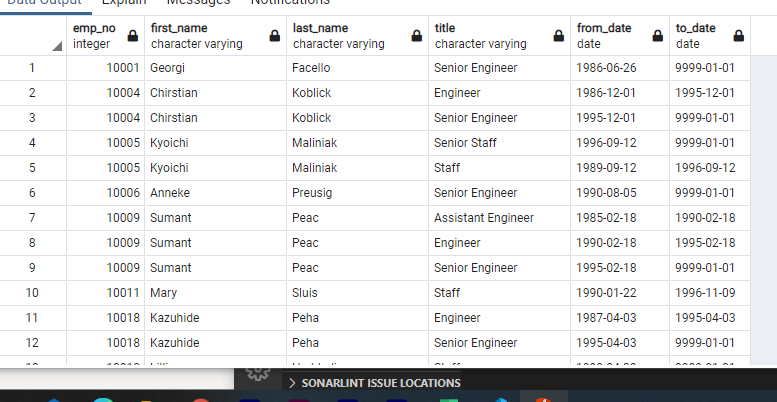 Data Output Explain Messages Notifications
emp_no first_name last_name title from_date to_date
integer character varying character varying character varying date date
1 10001 Georgi Facello Senior Engineer 1986-06-26 9999-01-01
2 10004 Chirstian Koblick Engineer 1986-12-01 1995-12-01
3 10004 Chirstian Koblick Senior Engineer 1995-12-01 9999-01-01
4 10005 Kyoichi Maliniak Senior Staff 1996-09-12 9999-01-01
5 10005 Kyoichi Maliniak Staff 1989-09-12 1996-09-12
6 10006 Anneke Preusig Senior Engineer 1990-08-05 9999-01-01
7 10009 Sumant Peac Assistant Engineer 1985-02-18 1990-02-18
8 10009 Sumant Peac Engineer 1990-02-18 1995-02-18
9 10009 Sumant Peac Senior Engineer 1995-02-18 9999-01-01
10 10011 Mary Sluis Staff 1990-01-22 1996-11-09
11 10018 Kazuhide Peha Engineer 1987-04-03 1995-04-03
12 10018 Kazuhide Peha Senior Engineer 1995-04-03 9999-01-01
SONARLINT ISSUE LOCATIONS